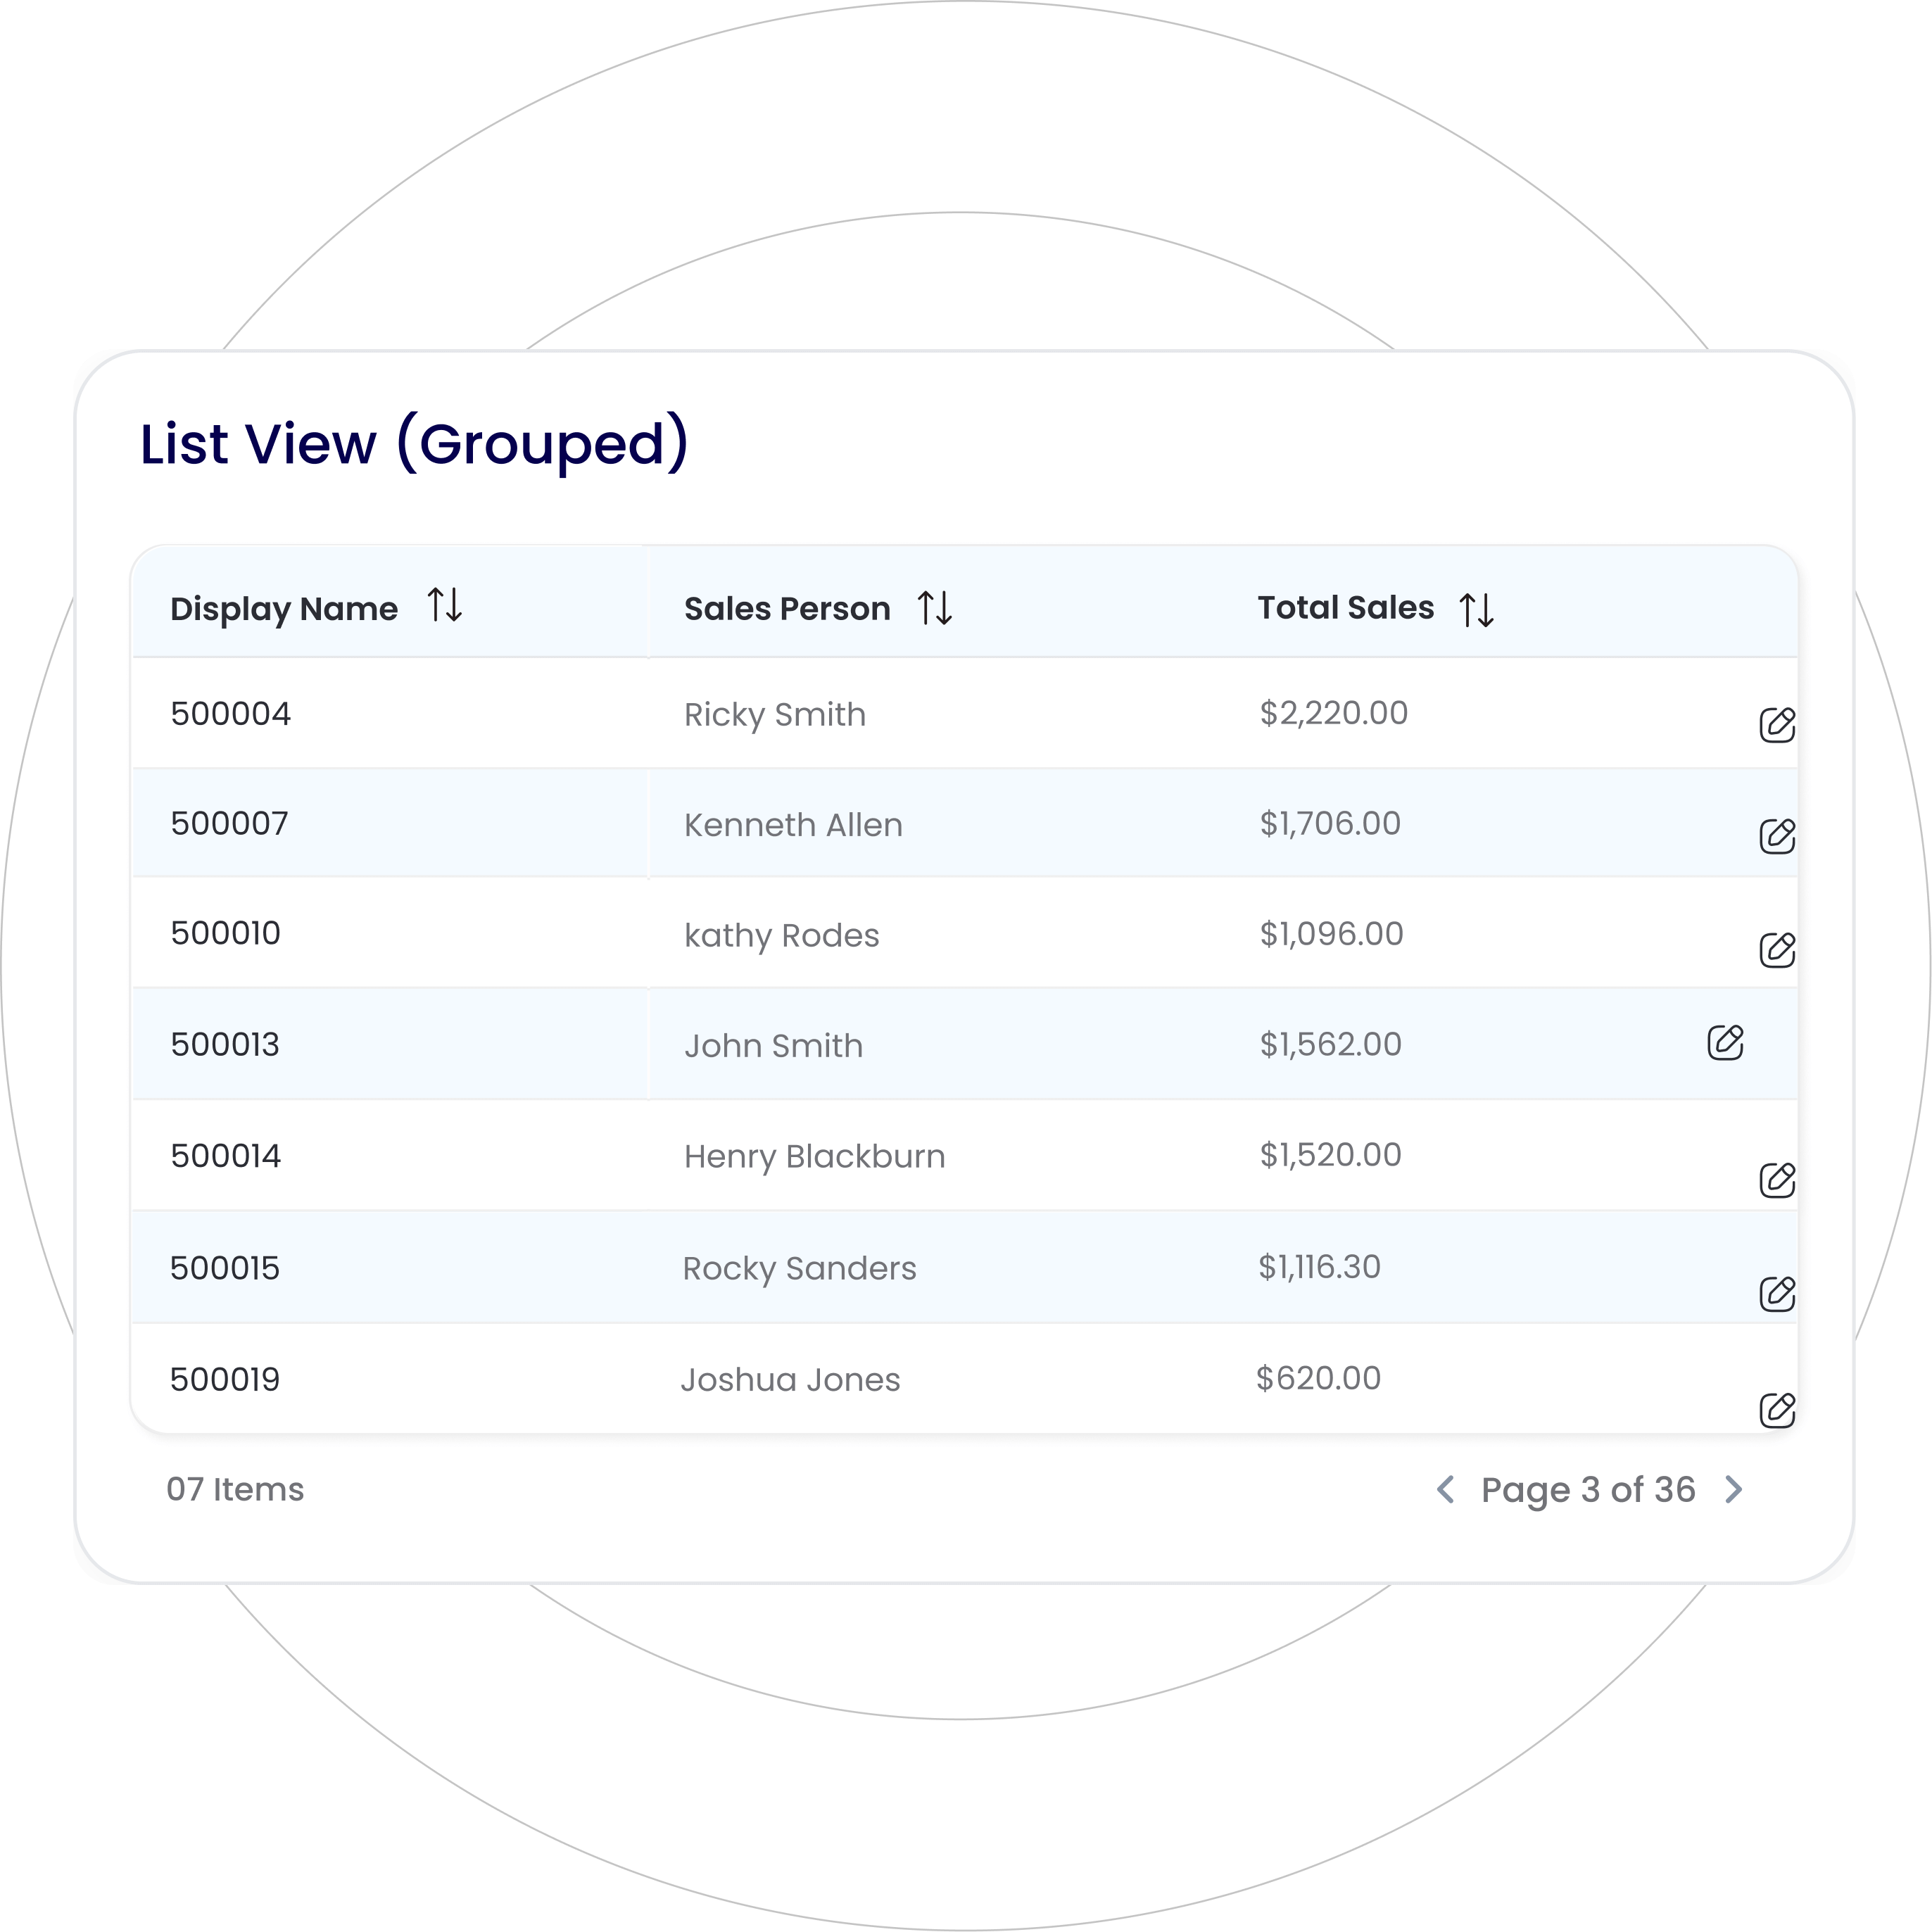 List View (Grouped)
Display Name Sales Person Total Sales
500004 Ricky Smith $2,220.00
500007 Kenneth Allen $1,706.00
500010 kathy Rodes $1,096.00
500013 John Smith $1,562.00
500014 Henry Blackburn $1,520.00
500015 Rocky Sanders $1,116.30
500019 Joshua Jones $620.00
07 Items Page 3 of 36